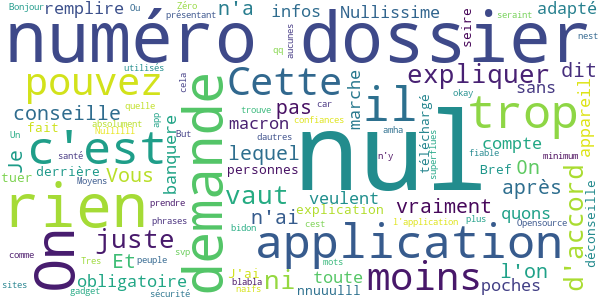 Bonjour remplire Ou Zéro n'a infos Nullissime seire adapté
présentant qq aucunes seraint nest
numéro dossier
utilisés cela
pouvez Cette expliquer dit
quelle sans
conseille demande il pas marche trop
Un fait absolument Nullllll app But macron trouve confiances car okay téléchargé superflues appareil
Je c'est banquere lequel dautres amha compte
tuer derrière santé Vous personnes nul n'y fiable minimum Bref On d'accord
rien Moyens prendre vaut veulent vraiment après déconseille
On juste phrases n'ai explication l'application plus quons Opensource
Et svp bidon cest
comme peuple application l'on
sites obligatoire Tres J'ai ni toute mots moins poches
gadget sécurité blabla naifs nnuuulll